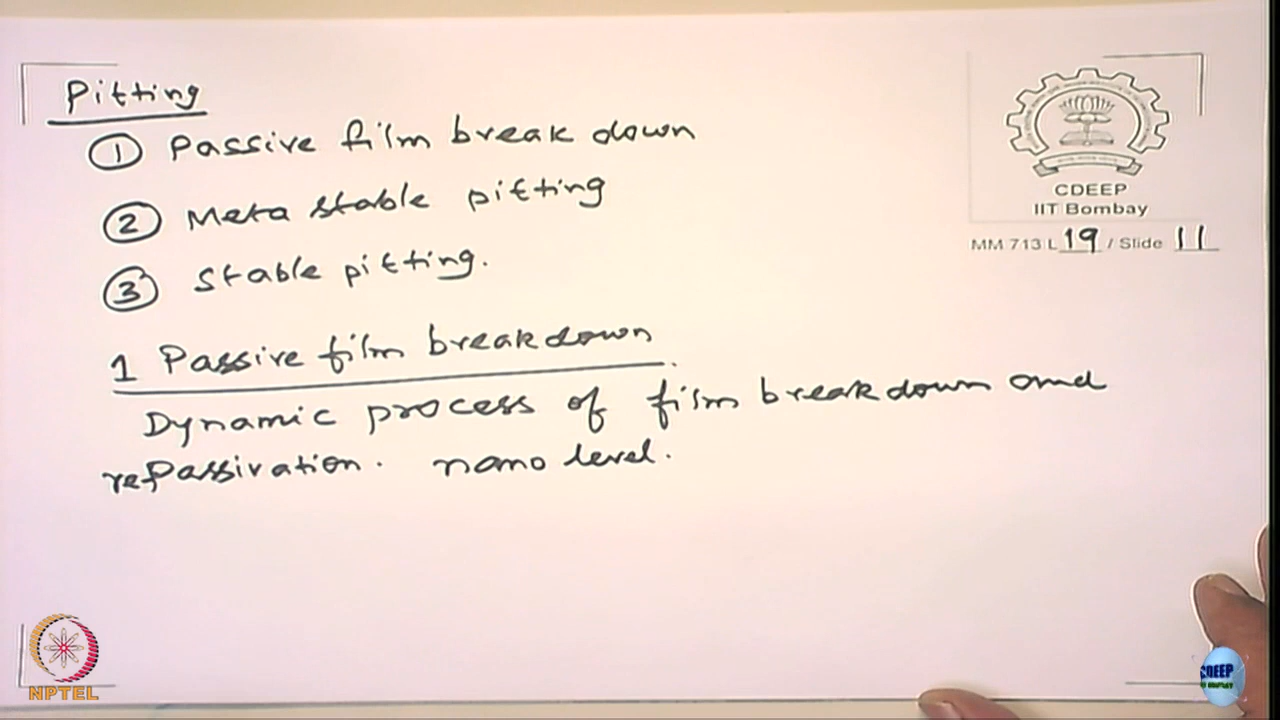 Pitting
① Passive film break down
② Meta stable pitting
③ Stable pitting.
CDEEP
IIT Bombay
MM 713 L 19 / Slide 11
1 Passive film breakdown
Dynamic process of film breakdown and
repassivation. nano level.
NPTEL
CDEEP